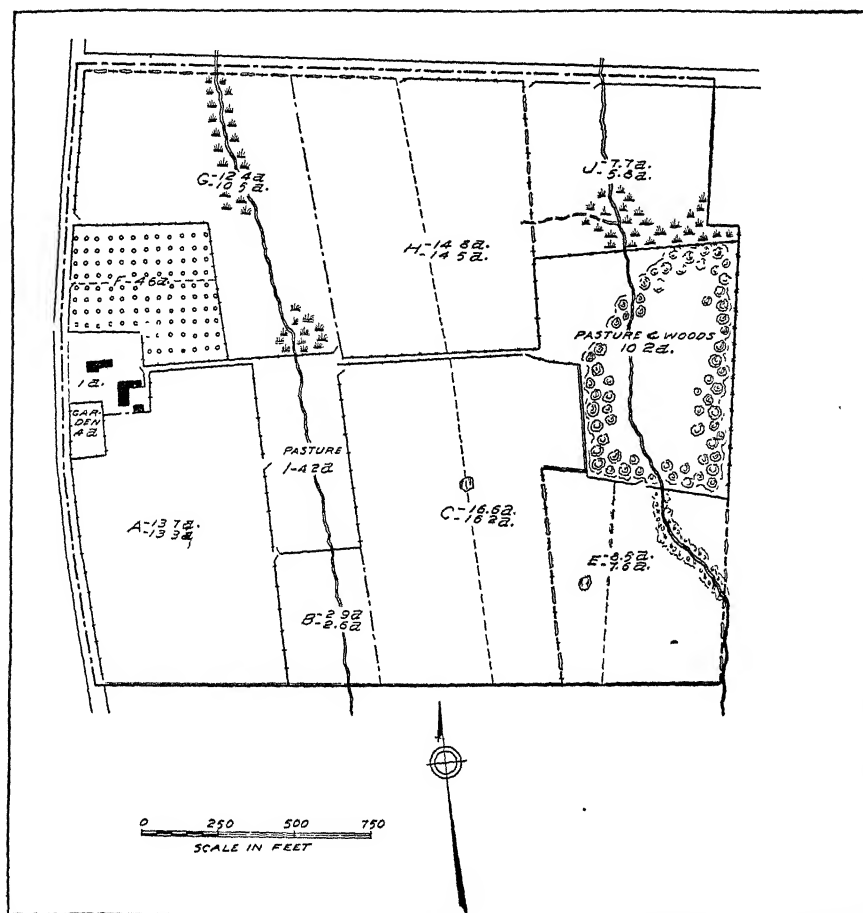 G-12.4a.
G-10.5a.
J-7.7a.
-5.8a.
H-14.8a.
-14.5a.
F-4.6a.
PASTURE & WOODS
10.2a.
1a.
GAR-
DEN
.4a
PASTURE
I-4.2a
A-13.7a.
-13.3a
C-16.6a.
-16.2a.
E-8.5a.
-7.6a.
B-2.9a
-2.6a
0 250 500 750
SCALE IN FEET